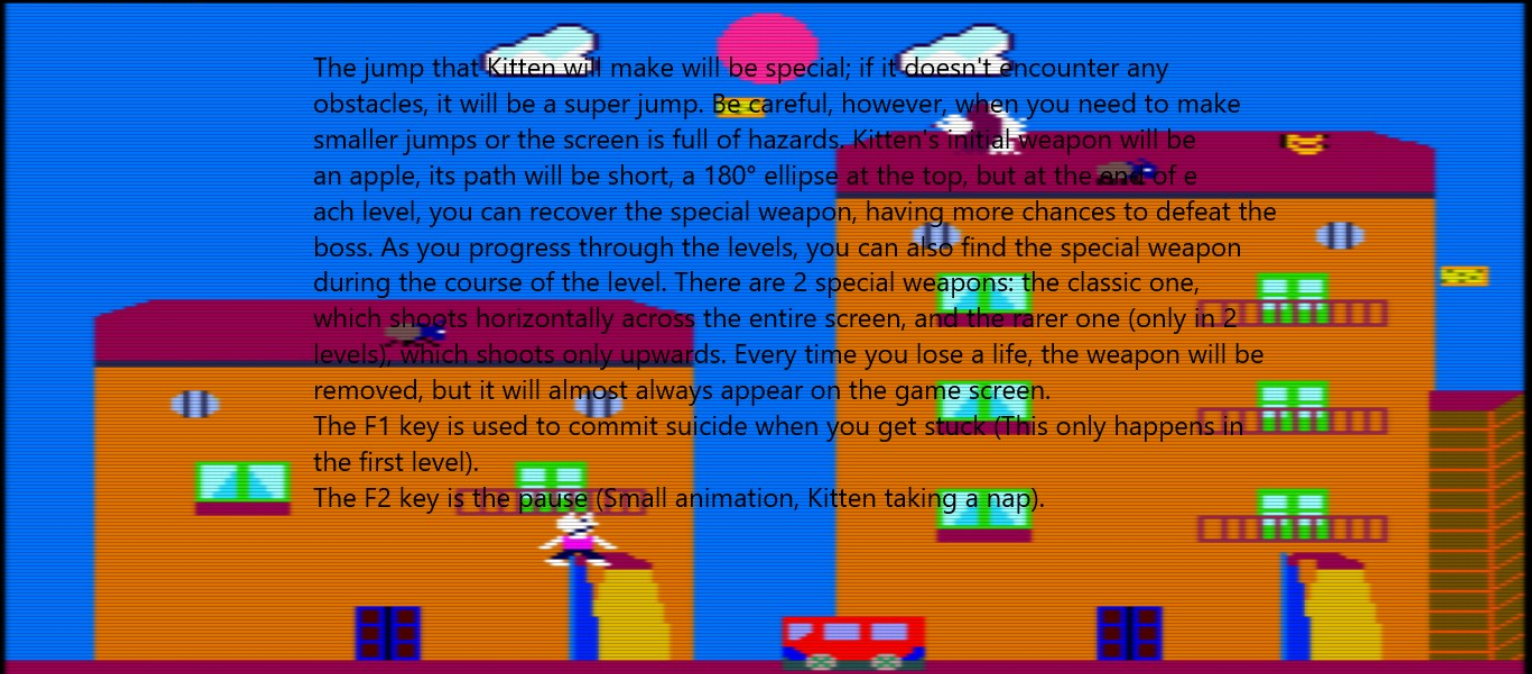 The jump that Kitten will make will be special; if it doesn't encounter any
obstacles, it will be a super jump. Be careful, however, when you need to make
smaller jumps or the screen is full of hazards. Kitten's initial weapon will be
an apple, its path will be short, a 180° ellipse at the top, but at the end of e
ach level, you can recover the special weapon, having more chances to defeat the
boss. As you progress through the levels, you can also find the special weapon
during the course of the level. There are 2 special weapons: the classic one,
which shoots horizontally across the entire screen, and the rarer one (only in 2
levels), which shoots only upwards. Every time you lose a life, the weapon will be
removed, but it will almost always appear on the game screen.
The F1 key is used to commit suicide when you get stuck (This only happens in
the first level).
The F2 key is the pause (Small animation, Kitten taking a nap).